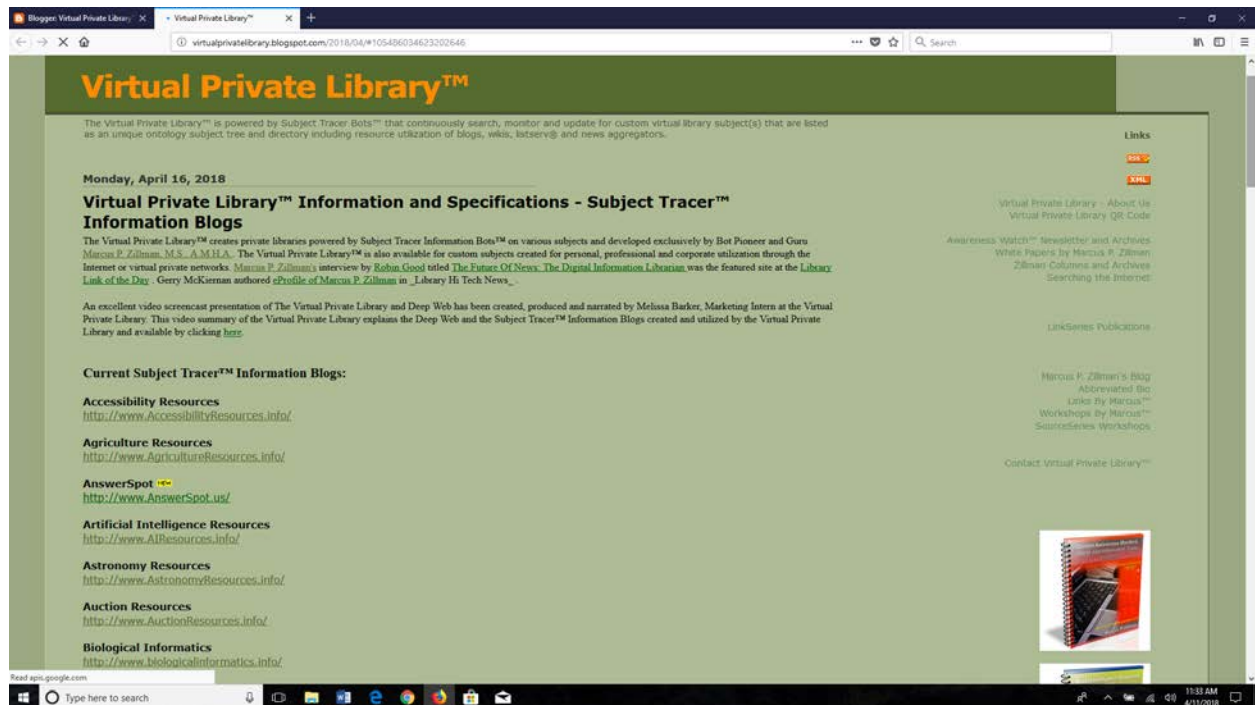 Blogger: Virtual Private Library
Virtual Private Library™
virtualprivatelibrary.blogspot.com/2018/04/#105486034623202646
Search
Virtual Private Library™
The Virtual Private Library™ is powered by Subject Tracer Bots™ that continuously search, monitor and update for custom virtual library subject(s) that are listed
as an unique ontology subject tree and directory including resource utilization of blogs, wikis, listserv® and news aggregators.
Monday, April 16, 2018
Virtual Private Library™ Information and Specifications - Subject Tracer™
Information Blogs
The Virtual Private Library™ creates private libraries powered by Subject Tracer Information Bots™ on various subjects and developed exclusively by Bot Pioneer and Guru
Marcus P. Zillman, M.S., A.M.H.A. The Virtual Private Library™ is also available for custom subjects created for personal, professional and corporate utilization through the
Internet or virtual private networks. Marcus P. Zillman's interview by Robin Good titled The Future Of News: The Digital Information Librarian was the featured site at the Library
Link of the Day. Gerry McKiernan authored eProfile of Marcus P. Zillman in _Library Hi Tech News_.
An excellent video screencast presentation of The Virtual Private Library and Deep Web has been created, produced and narrated by Melissa Barker, Marketing Intern at the Virtual
Private Library. This video summary of the Virtual Private Library explains the Deep Web and the Subject Tracer™ Information Blogs created and utilized by the Virtual Private
Library and available by clicking here.
Current Subject Tracer™ Information Blogs:
Accessibility Resources
http://www.AccessibilityResources.info/
Agriculture Resources
http://www.AgricultureResources.info/
AnswerSpot NEW
http://www.AnswerSpot.us/
Artificial Intelligence Resources
http://www.AIResources.info/
Astronomy Resources
http://www.AstronomyResources.info/
Auction Resources
http://www.AuctionResources.info/
Biological Informatics
http://www.biologicalinformatics.info/
Links
RSS
XML
Virtual Private Library - About Us
Virtual Private Library QR Code
Awareness Watch™ Newsletter and Archives
White Papers by Marcus P. Zillman
Zillman Columns and Archives
Searching the Internet
LinkSeries Publications
Marcus P. Zillman's Blog
Abbreviated Bio
Links By Marcus™
Workshops By Marcus™
SourceSeries Workshops
Contact Virtual Private Library™
Read apis.google.com
Type here to search
11:33 AM
4/11/2018